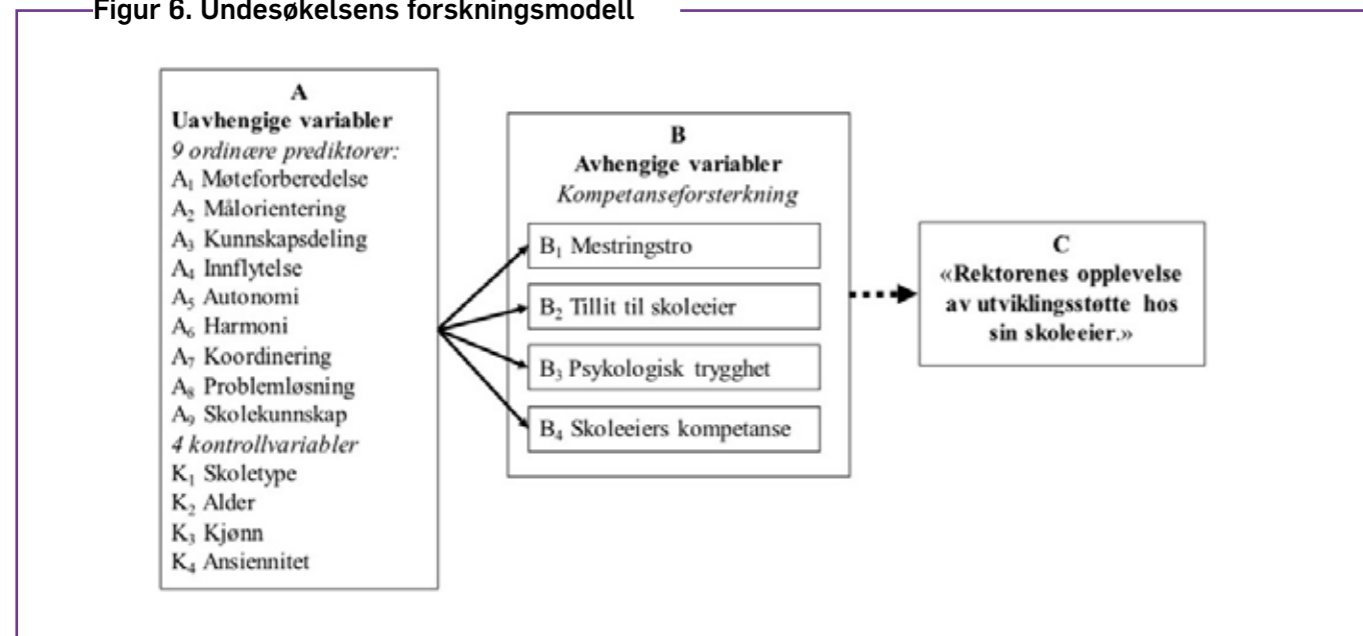 Figur 6. Undesøkelsens forskningsmodell
A
Uavhengige variabler
9 ordinære prediktorer:
A₁ Møteforberedelse
A₂ Målorientering
A₃ Kunnskapsdeling
A₄ Innflytelse
A₅ Autonomi
A₆ Harmoni
A₇ Koordinering
A₈ Problemløsning
A₉ Skolekunnskap
4 kontrollvariabler
K₁ Skoletype
K₂ Alder
K₃ Kjønn
K₄ Ansiennitet
B
Avhengige variabler
Kompetanseforsterkning
B₁ Mestringstro
B₂ Tillit til skoleeier
B₃ Psykologisk trygghet
B₄ Skoleeiers kompetanse
C
«Rektorenes opplevelse
av utviklingsstøtte hos
sin skoleeier.»